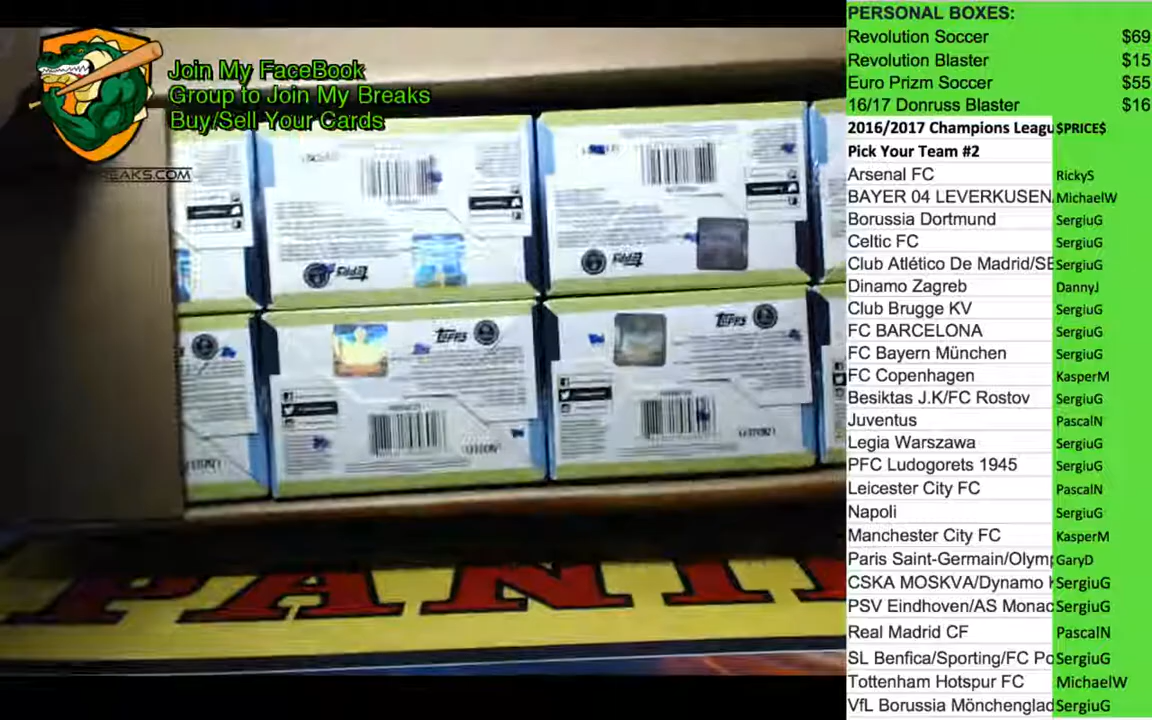 Join My FaceBook
Group to Join My Breaks
Buy/Sell Your Cards
REAKS.COM
Topps
Topps
Topps
Topps
PANINI
PERSONAL BOXES:
Revolution Soccer $69
Revolution Blaster $15
Euro Prizm Soccer $55
16/17 Donruss Blaster $16
2016/2017 Champions Leagu $PRICE$
Pick Your Team #2
Arsenal FC RickyS
BAYER 04 LEVERKUSEN MichaelW
Borussia Dortmund SergiuG
Celtic FC SergiuG
Club Atlético De Madrid/SE SergiuG
Dinamo Zagreb DannyJ
Club Brugge KV SergiuG
FC BARCELONA SergiuG
FC Bayern München SergiuG
FC Copenhagen KasperM
Besiktas J.K/FC Rostov SergiuG
Juventus PascalN
Legia Warszawa SergiuG
PFC Ludogorets 1945 SergiuG
Leicester City FC PascalN
Napoli SergiuG
Manchester City FC KasperM
Paris Saint-Germain/Olymp GaryD
CSKA MOSKVA/Dynamo K SergiuG
PSV Eindhoven/AS Monac SergiuG
Real Madrid CF PascalN
SL Benfica/Sporting/FC Po SergiuG
Tottenham Hotspur FC MichaelW
VfL Borussia Mönchenglad SergiuG